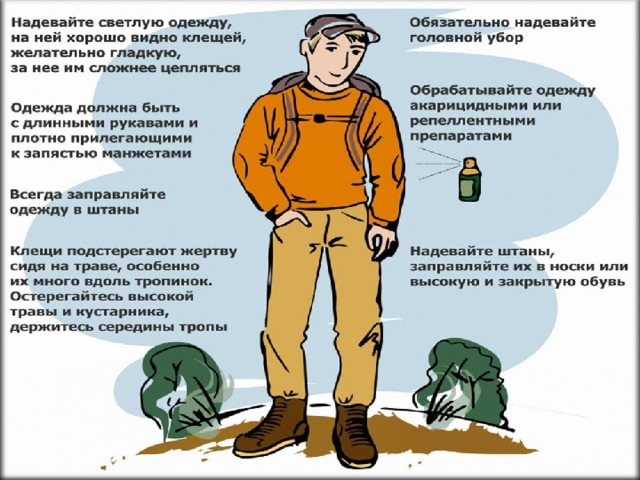 Надевайте светлую одежду,
на ней хорошо видно клещей,
желательно гладкую,
за нее им сложнее цепляться
Одежда должна быть
с длинными рукавами и
плотно прилегающими
к запястью манжетами
Всегда заправляйте
одежду в штаны
Клещи подстерегают жертву
сидя на траве, особенно
их много вдоль тропинок.
Остерегайтесь высокой
травы и кустарника,
держитесь середины тропы
Обязательно надевайте
головной убор
Обрабатывайте одежду
акарицидными или
репеллентными
препаратами
Надевайте штаны,
заправляйте их в носки или
высокую и закрытую обувь